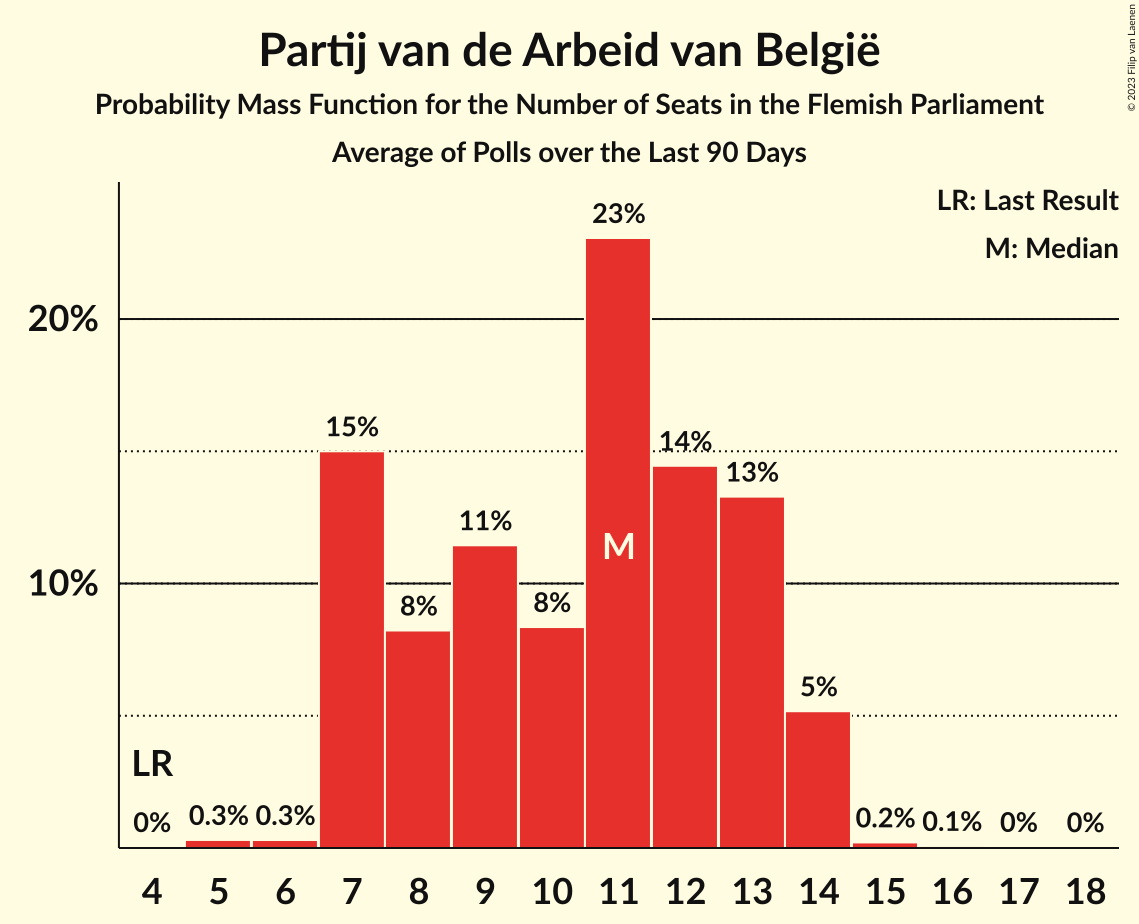 Partij van de Arbeid van België
Probability Mass Function for the Number of Seats in the Flemish Parliament
Average of Polls over the Last 90 Days
© 2023 Filip van Laenen
LR: Last Result
M: Median
23%
20%
15%
14%
13%
11%
M
10%
8%
8%
5%
LR
0%
0.3%
0.3%
0.2%
0.1%
0%
0%
4 5 6 7 8 9 10 11 12 13 14 15 16 17 18